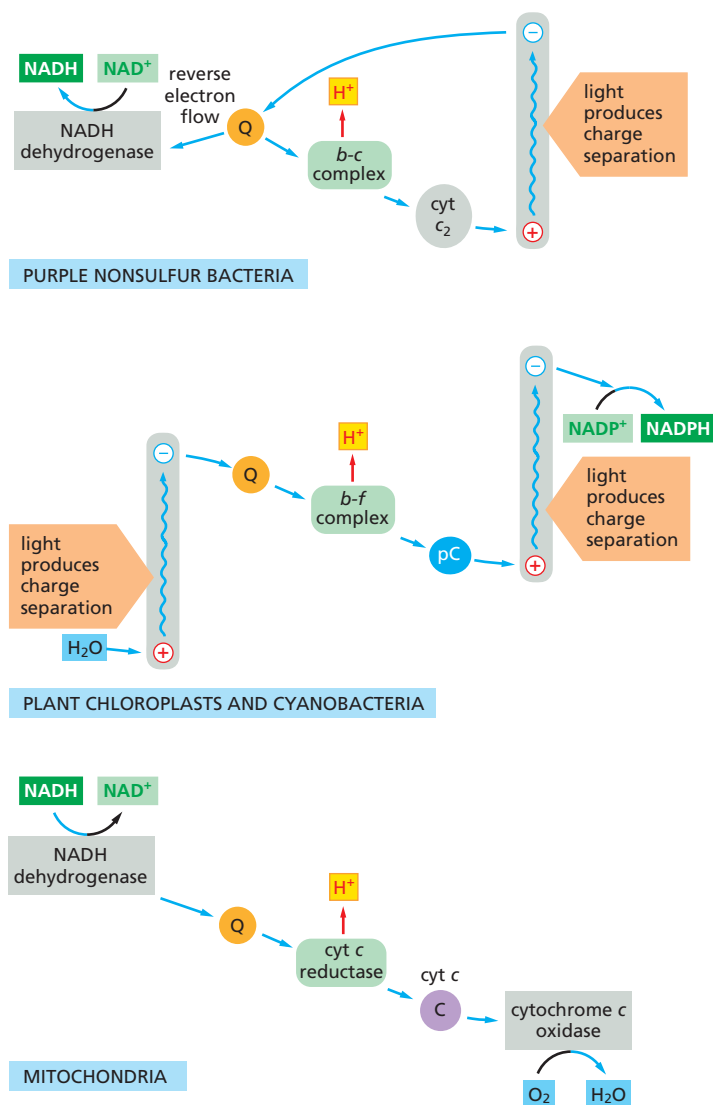 NADH
NAD⁺
NADH
dehydrogenase
reverse
electron
flow
Q
H⁺
b-c
complex
cyt
c₂
−
+
light
produces
charge
separation
PURPLE NONSULFUR BACTERIA
light
produces
charge
separation
H₂O
−
+
Q
H⁺
b-f
complex
pC
−
+
NADP⁺
NADPH
light
produces
charge
separation
PLANT CHLOROPLASTS AND CYANOBACTERIA
NADH
NAD⁺
NADH
dehydrogenase
Q
H⁺
cyt c
reductase
cyt c
C
cytochrome c
oxidase
O₂
H₂O
MITOCHONDRIA